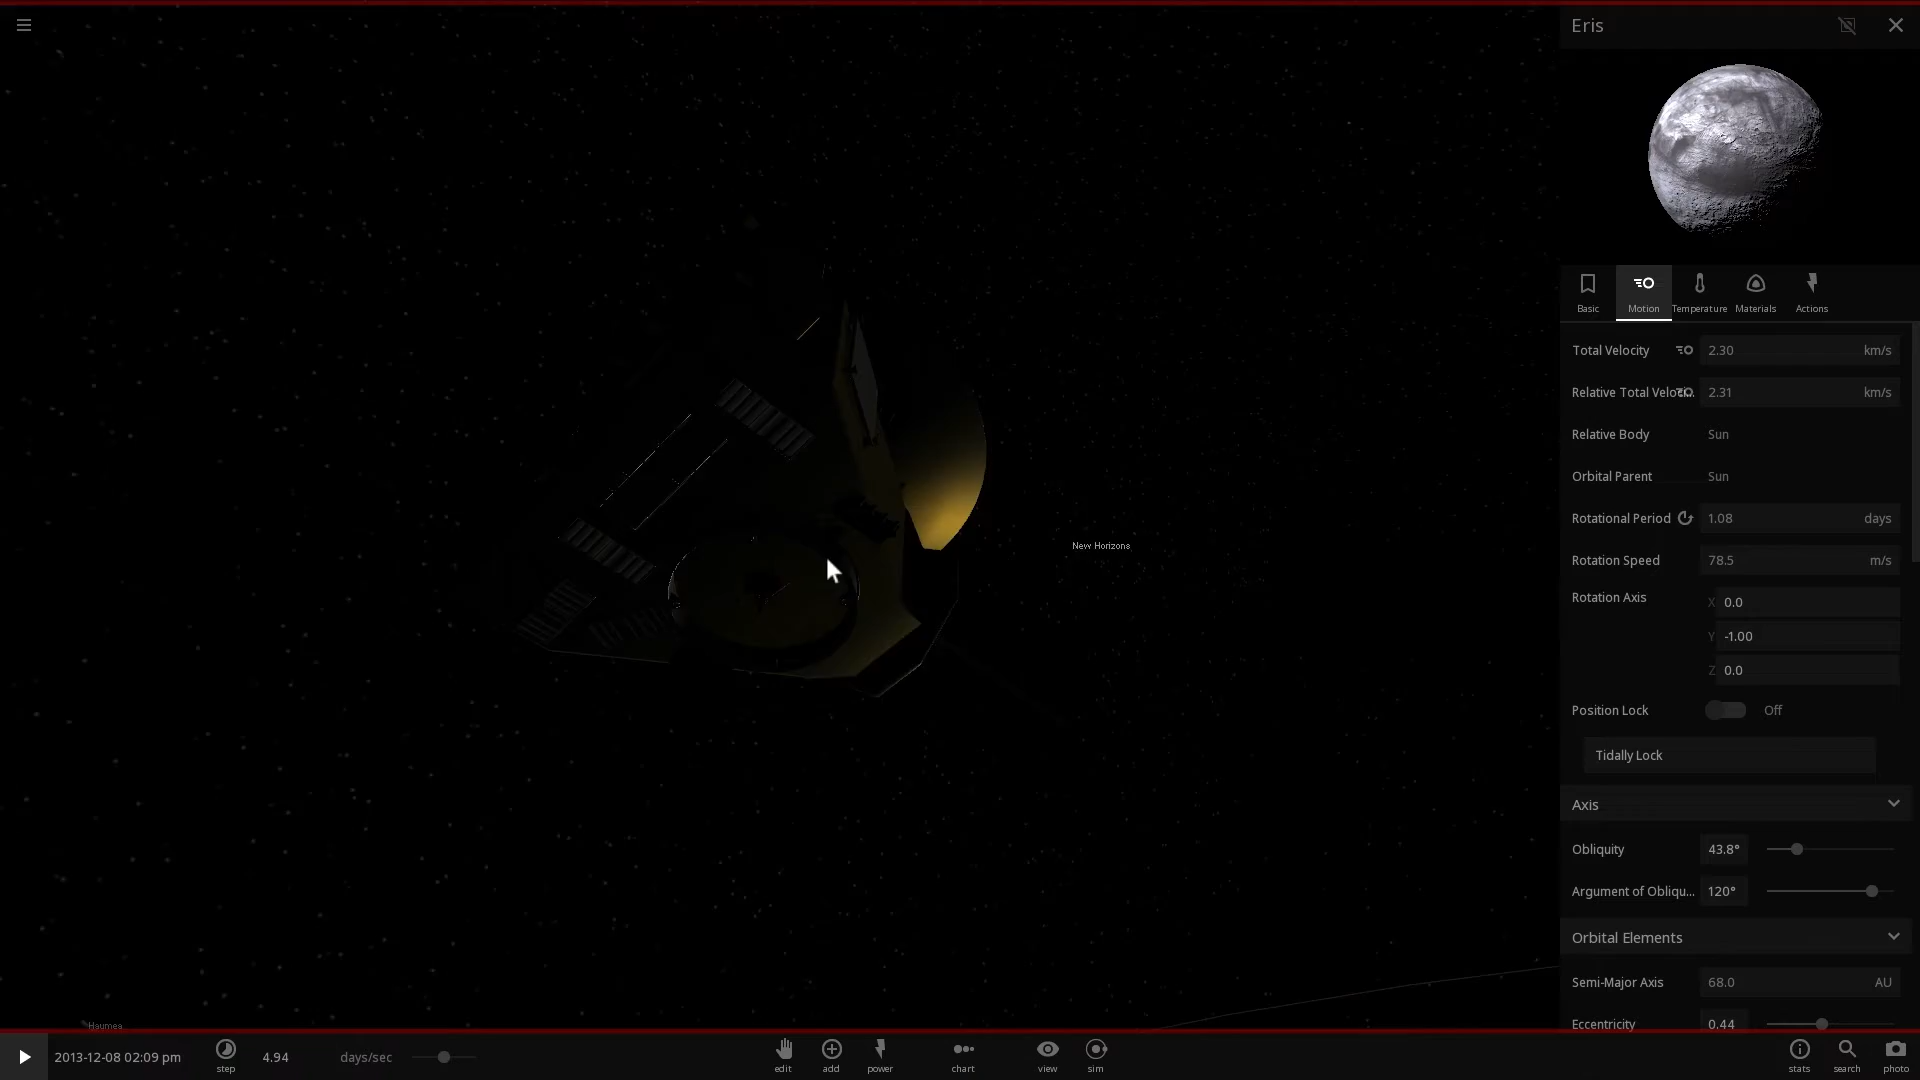 Eris
Basic
Motion
Temperature
Materials
Actions
Total Velocity 2.30 km/s
Relative Total Veloci... 2.31 km/s
Relative Body Sun
Orbital Parent Sun
Rotational Period 1.08 days
Rotation Speed 78.5 m/s
Rotation Axis X 0.0
Y -1.00
Z 0.0
Position Lock Off
Tidally Lock
Axis
Obliquity 43.8°
Argument of Obliqu... 120°
Orbital Elements
Semi-Major Axis 68.0 AU
Eccentricity 0.44
New Horizons
Haumea
2013-12-08 02:09 pm
step
4.94 days/sec
edit
add
power
chart
view
sim
stats
search
photo